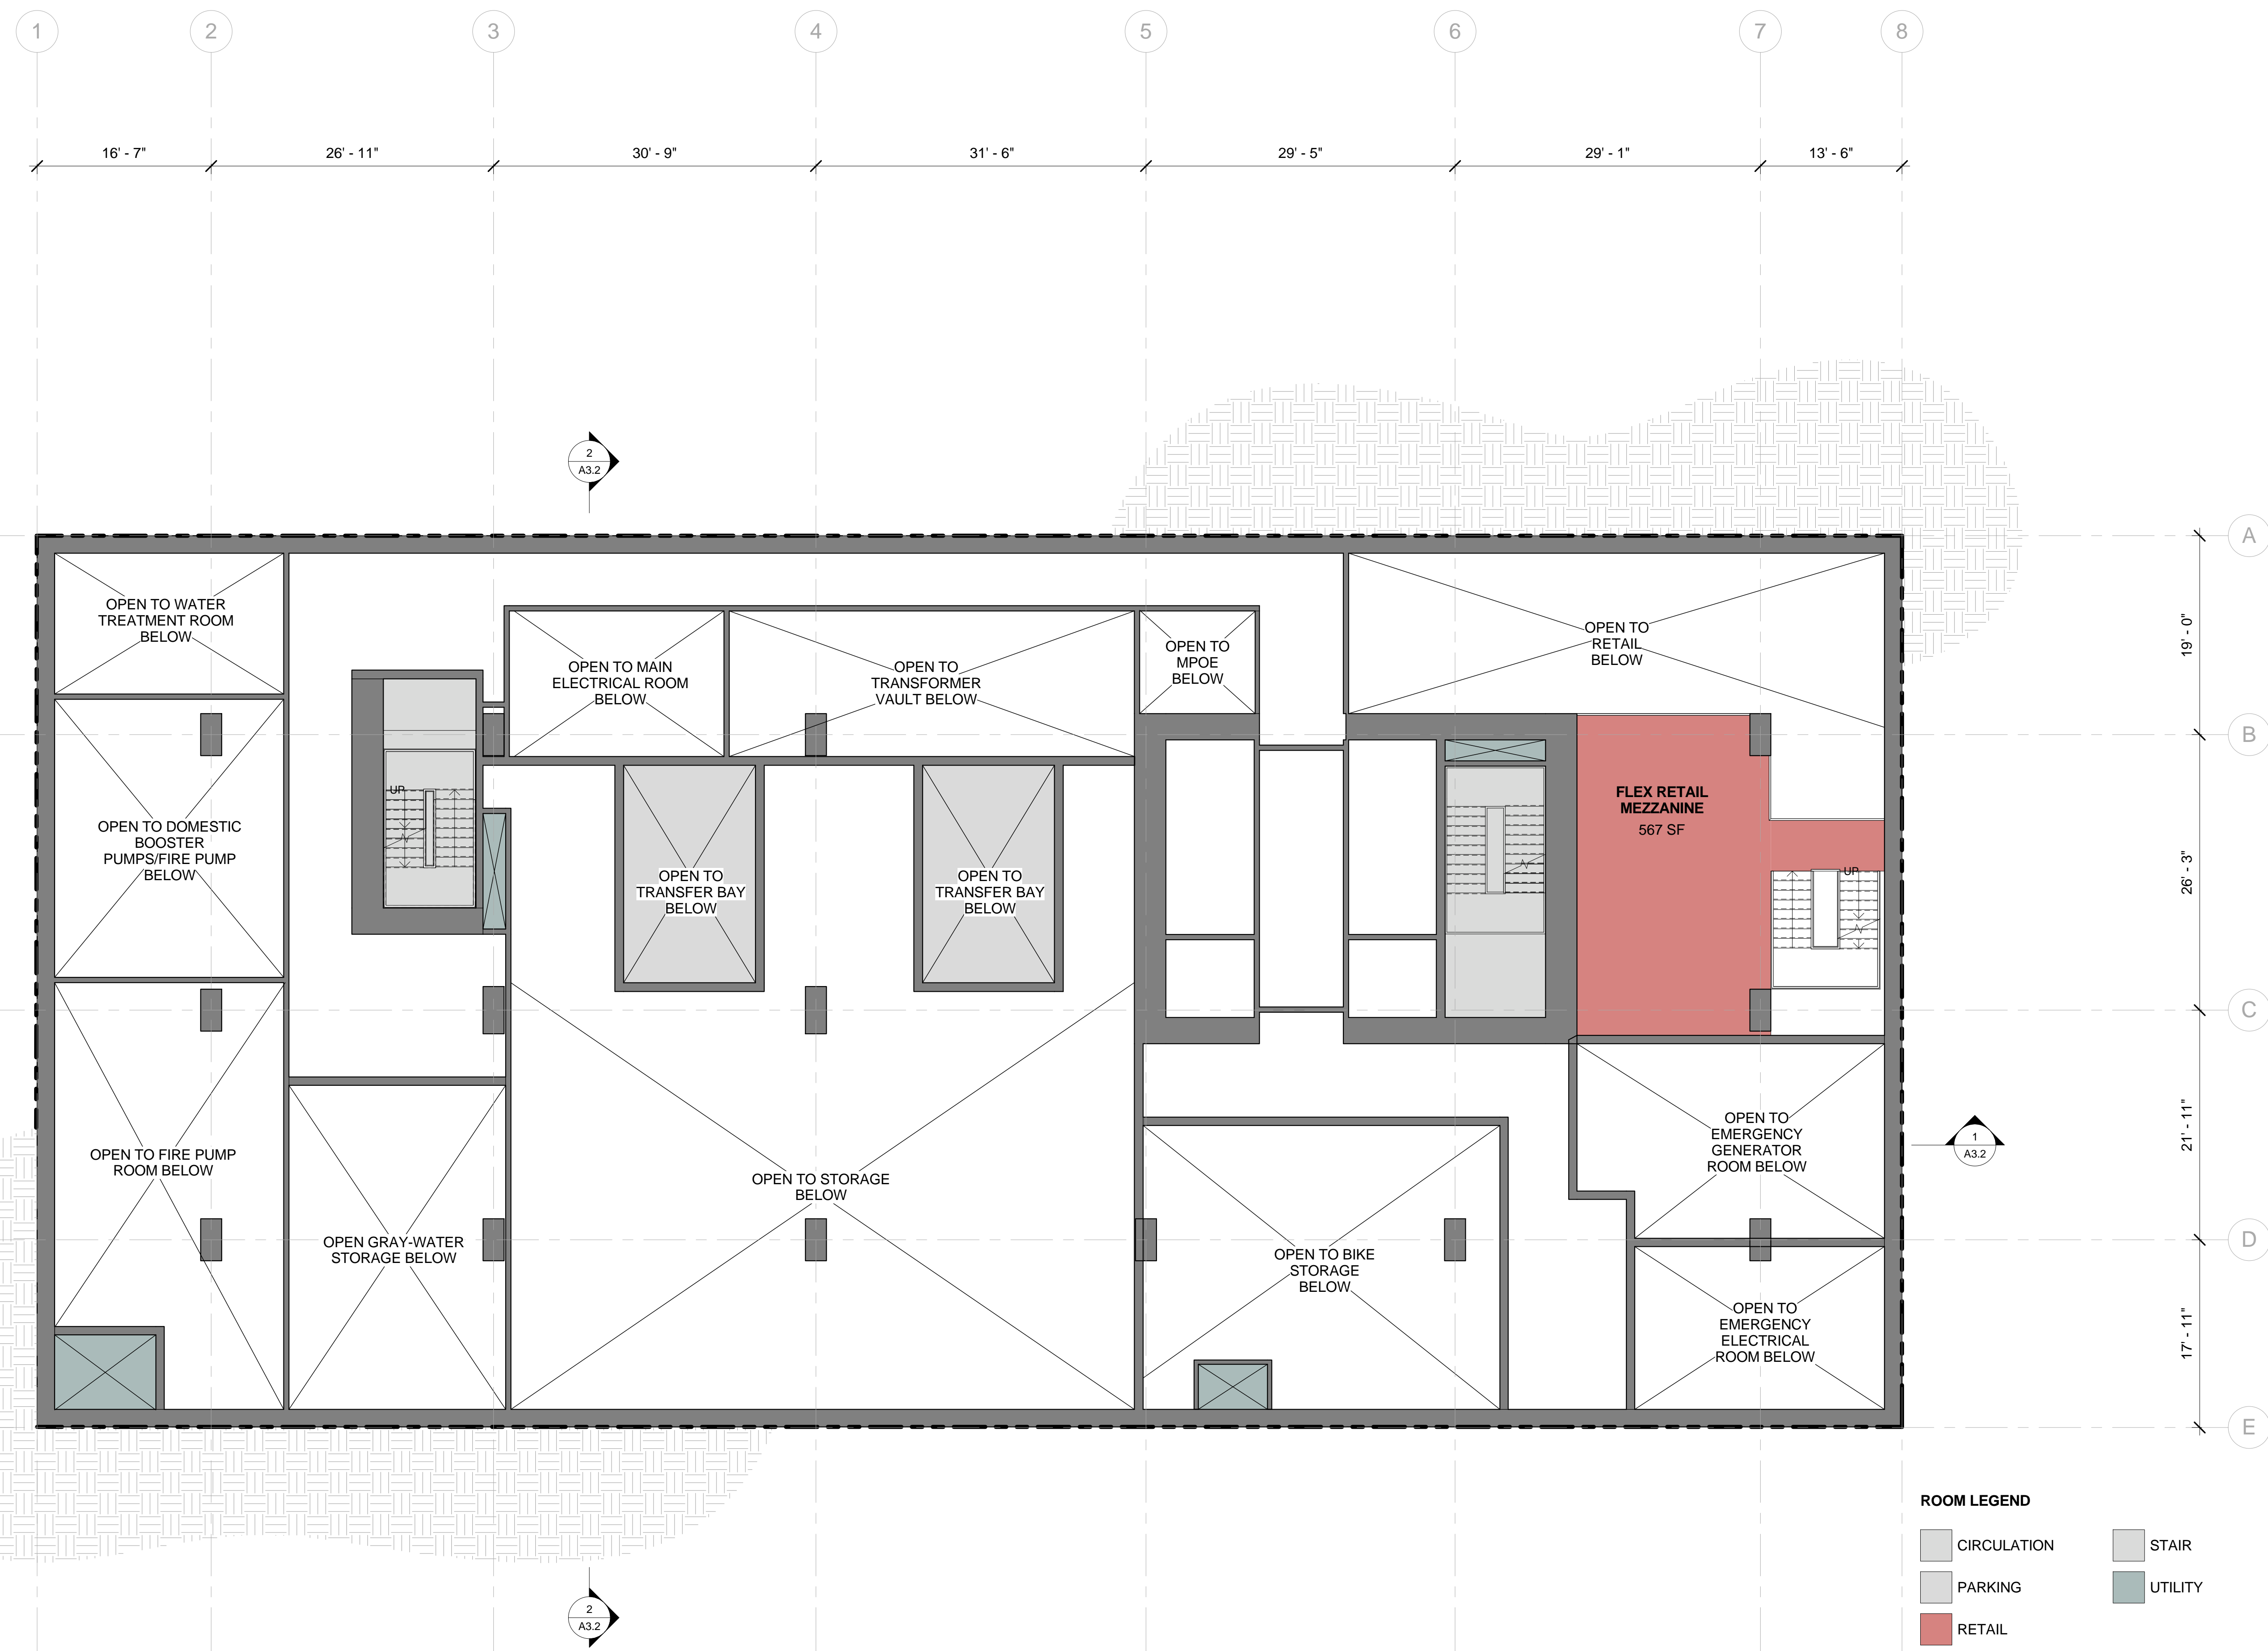 1 2 3 4 5 6 7 8
16' - 7" 26' - 11" 30' - 9" 31' - 6" 29' - 5" 29' - 1" 13' - 6"
2
A3.2
A
19' - 0"
B
26' - 3"
C
21' - 11"
D
17' - 11"
E
OPEN TO WATER
TREATMENT ROOM
BELOW
OPEN TO MAIN
ELECTRICAL ROOM
BELOW
OPEN TO
TRANSFORMER
VAULT BELOW
OPEN TO
MPOE
BELOW
OPEN TO
RETAIL
BELOW
OPEN TO DOMESTIC
BOOSTER
PUMPS/FIRE PUMP
BELOW
UP
OPEN TO
TRANSFER BAY
BELOW
OPEN TO
TRANSFER BAY
BELOW
FLEX RETAIL
MEZZANINE
567 SF
UP
OPEN TO FIRE PUMP
ROOM BELOW
OPEN GRAY-WATER
STORAGE BELOW
OPEN TO STORAGE
BELOW
OPEN TO BIKE
STORAGE
BELOW
OPEN TO
EMERGENCY
GENERATOR
ROOM BELOW
1
A3.2
OPEN TO
EMERGENCY
ELECTRICAL
ROOM BELOW
2
A3.2
ROOM LEGEND
CIRCULATION
PARKING
RETAIL
STAIR
UTILITY